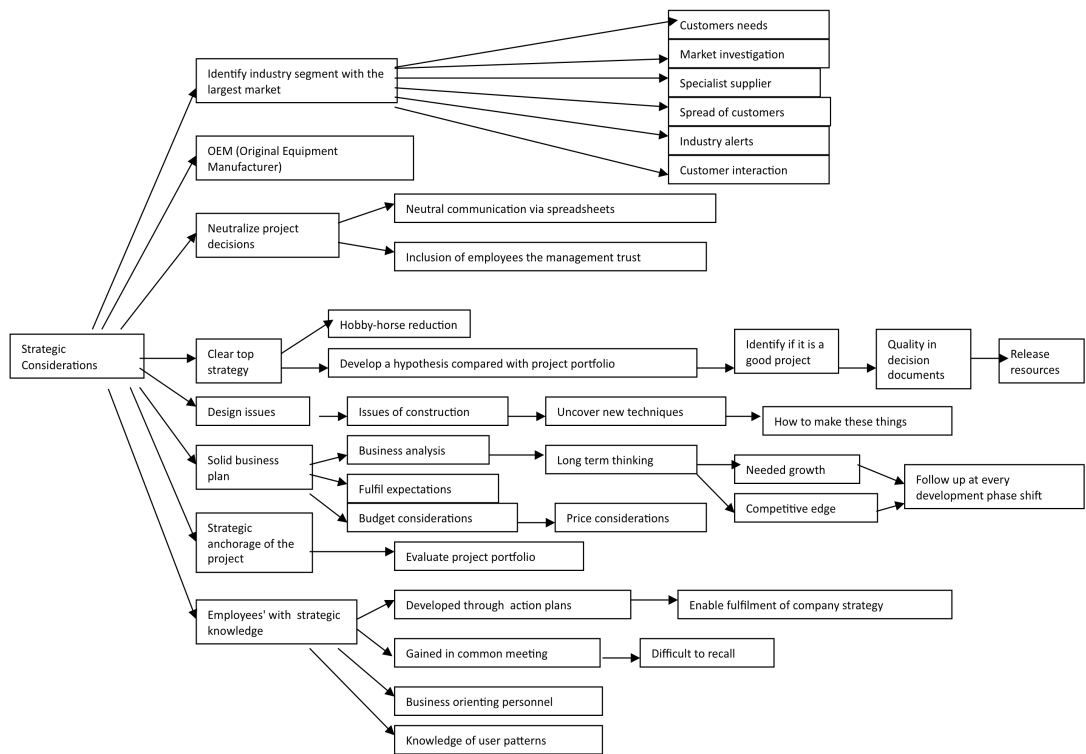 Customers needs
Market investigation
Identify industry segment with the
largest market
Specialist supplier
Spread of customers
Industry alerts
Customer interaction
OEM (Original Equipment
Manufacturer)
Neutralize project
decisions
Neutral communication via spreadsheets
Inclusion of employees the management trust
Strategic
Considerations
Clear top
strategy
Hobby-horse reduction
Develop a hypothesis compared with project portfolio
Identify if it is a
good project
Quality in
decision
documents
Release
resources
Design issues
Issues of construction
Uncover new techniques
How to make these things
Solid business
plan
Business analysis
Long term thinking
Needed growth
Follow up at every
development phase shift
Fulfil expectations
Budget considerations
Price considerations
Competitive edge
Strategic
anchorage of the
project
Evaluate project portfolio
Employees' with strategic
knowledge
Developed through action plans
Enable fulfilment of company strategy
Gained in common meeting
Difficult to recall
Business orienting personnel
Knowledge of user patterns